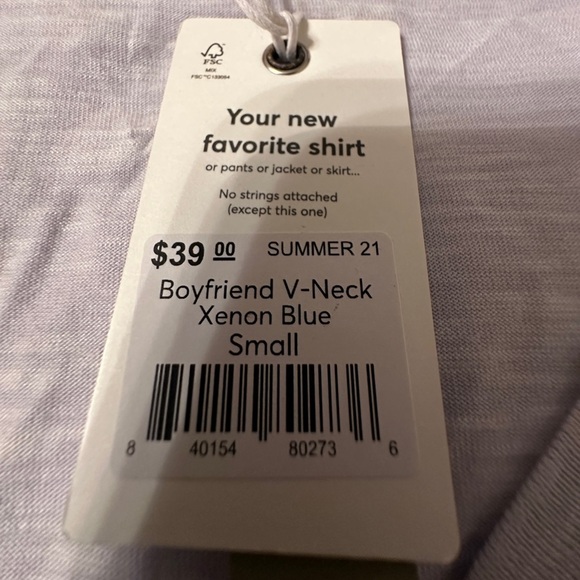 FSC
MIX
FSC™C133084
Your new
favorite shirt
or pants or jacket or skirt...
No strings attached
(except this one)
$39 00 SUMMER 21
Boyfriend V-Neck
Xenon Blue
Small
8 40154 80273 6